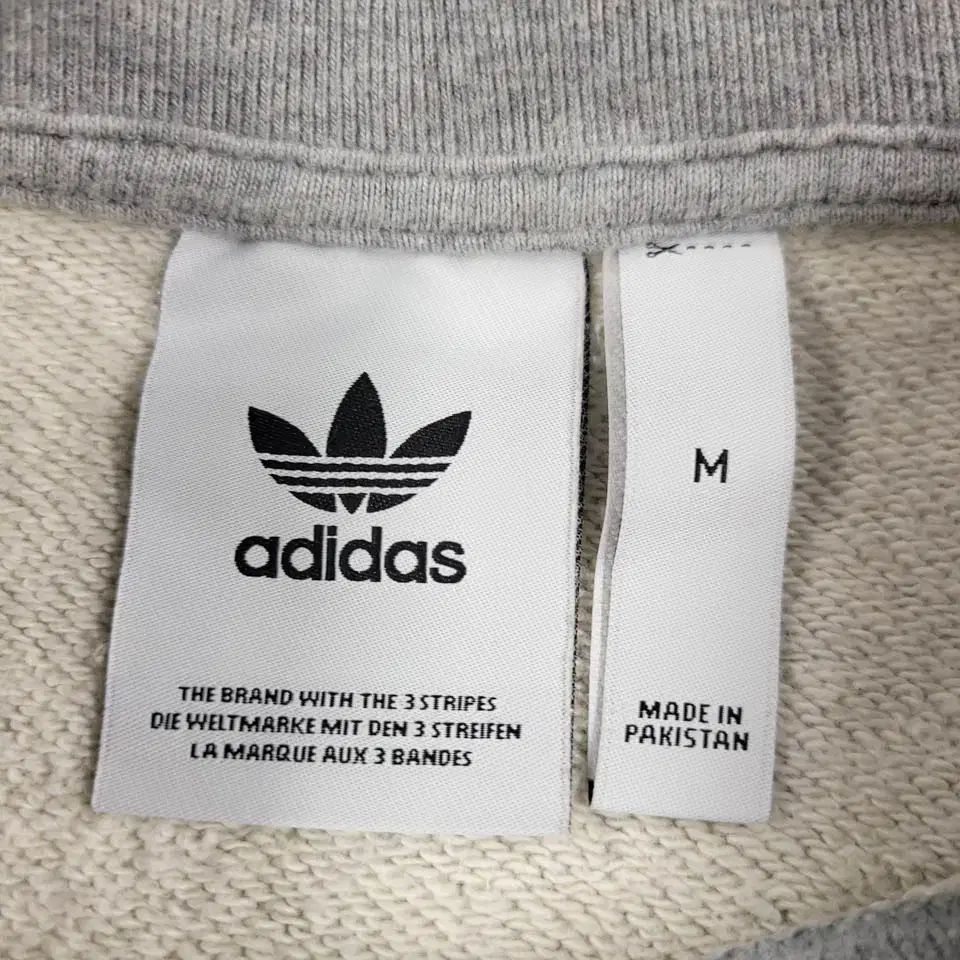 adidas
THE BRAND WITH THE 3 STRIPES
DIE WELTMARKE MIT DEN 3 STREIFEN
LA MARQUE AUX 3 BANDES
M
MADE IN
PAKISTAN